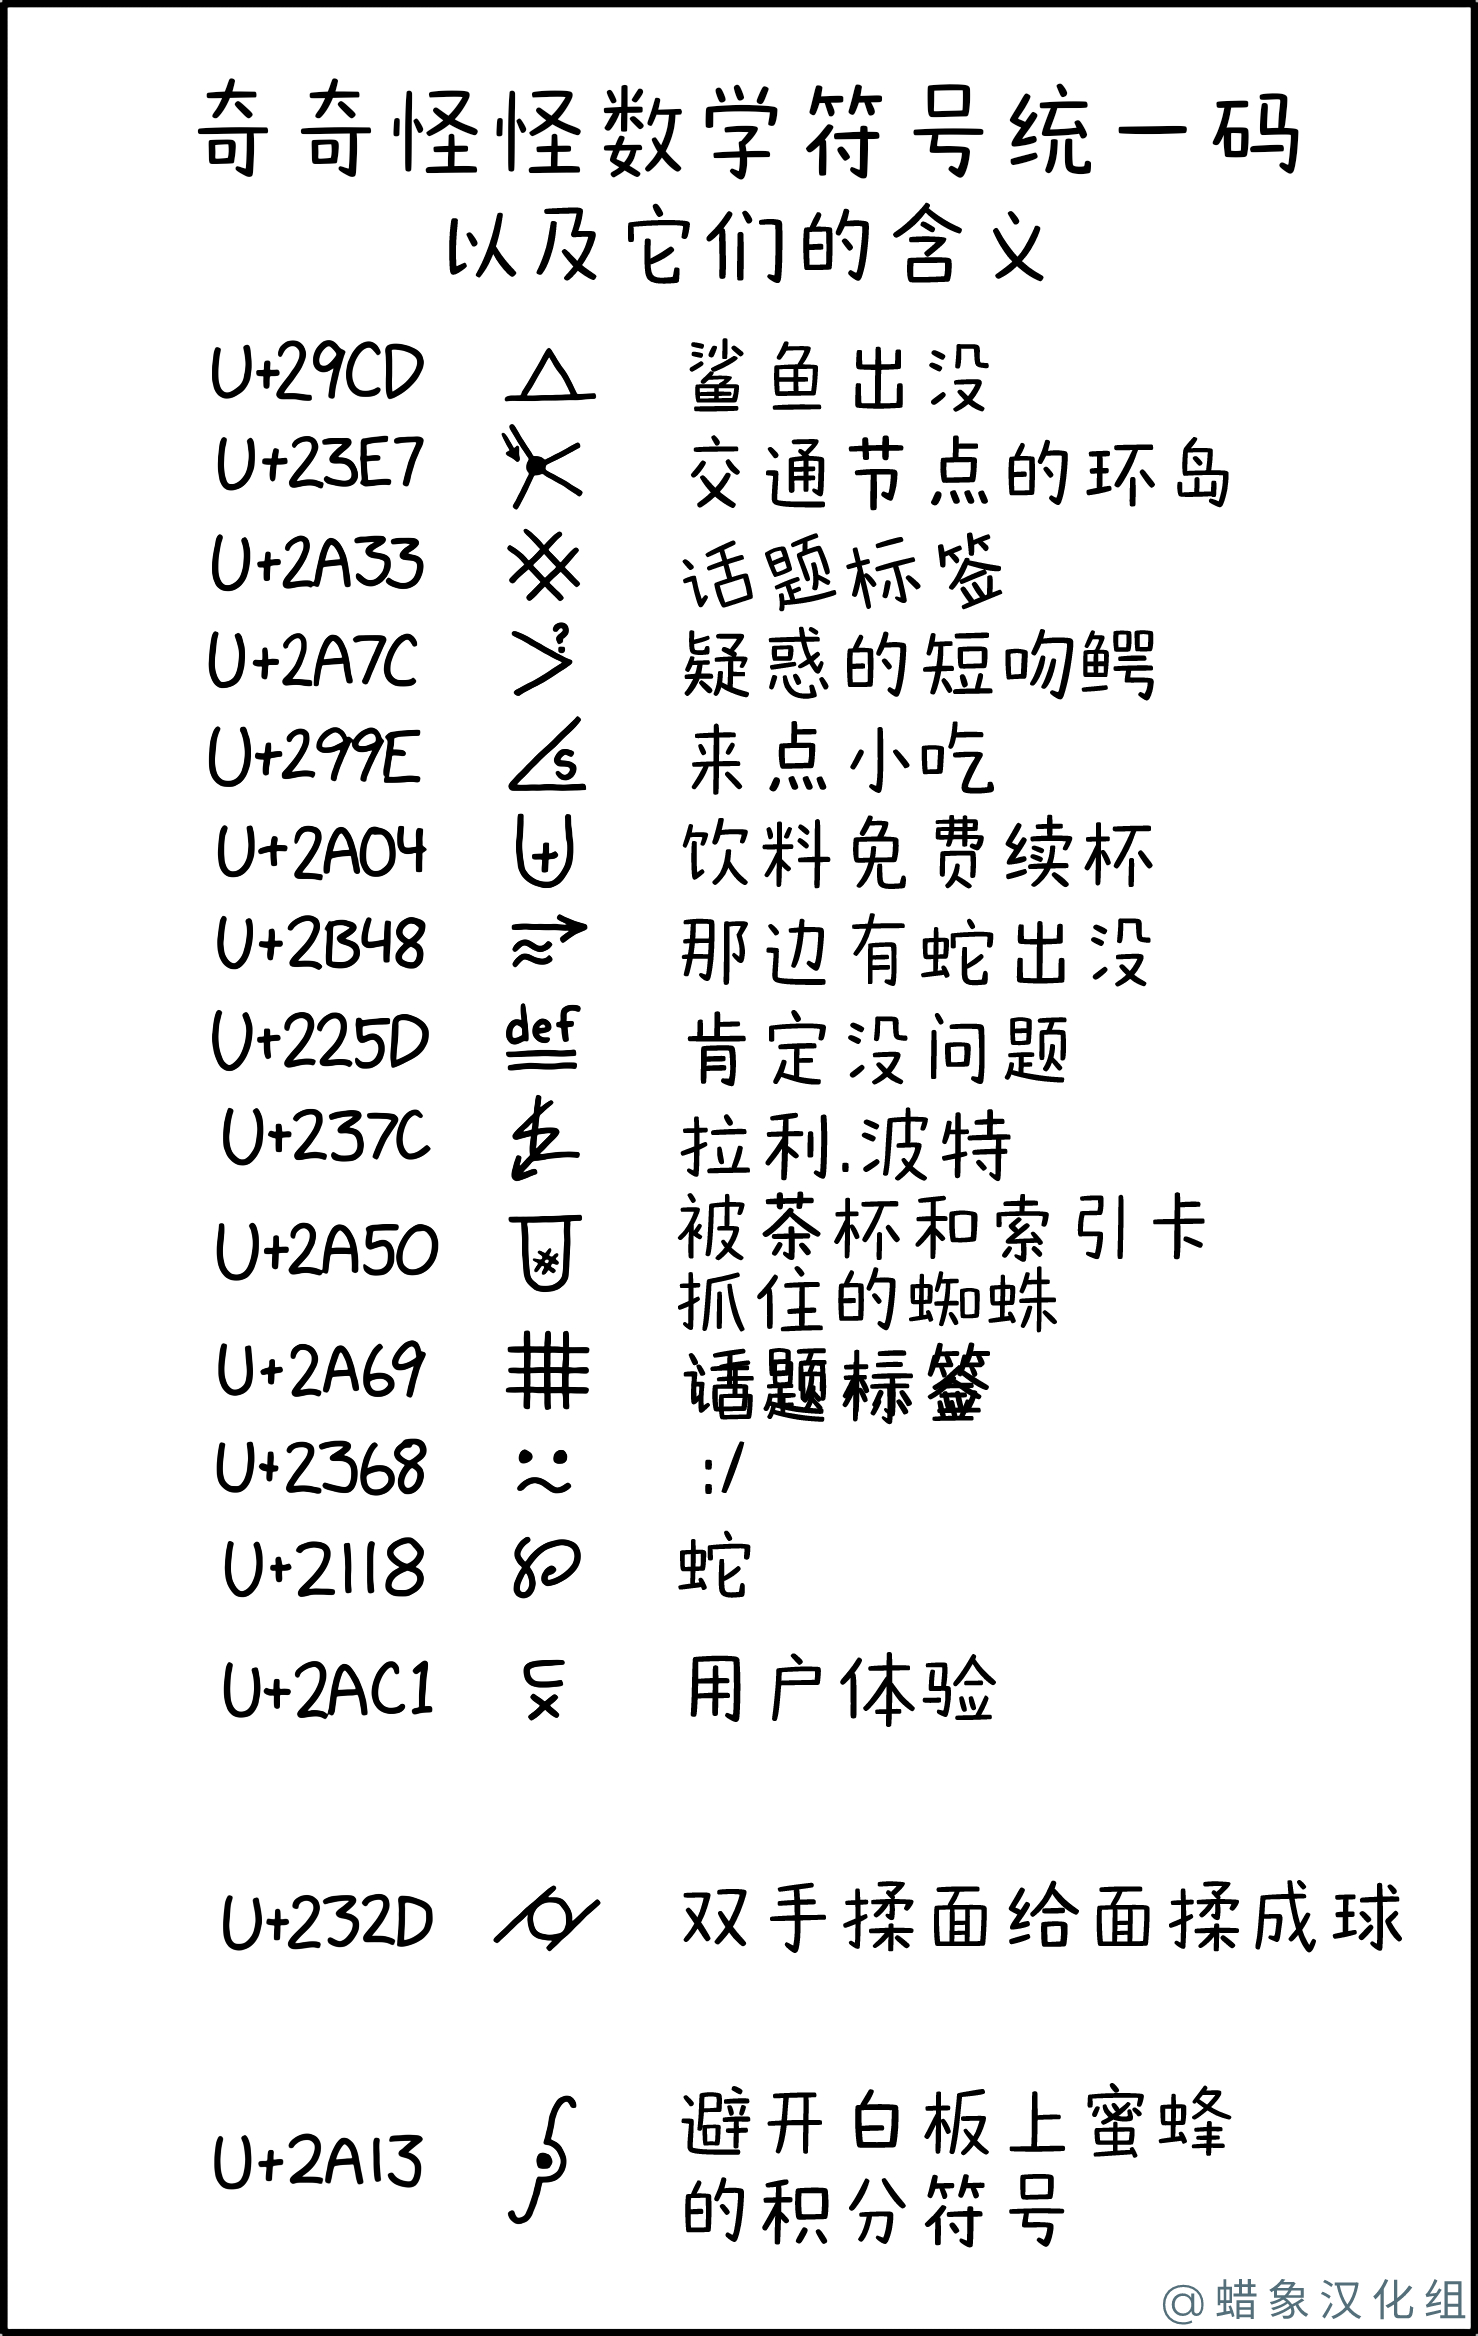 奇奇怪怪数学符号统一码
以及它们的含义
U+29CD ⧍ 鲨鱼出没
U+23E7 ⏧ 交通节点的环岛
U+2A33 ⨳ 话题标签
U+2A7C ⩼ 疑惑的短吻鳄
U+299E ⦞ 来点小吃
U+2A04 ⨄ 饮料免费续杯
U+2B48 ⭈ 那边有蛇出没
U+225D ≝ 肯定没问题
U+237C ⍼ 拉利.波特
U+2A50 ⩐ 被茶杯和索引卡
抓住的蜘蛛
U+2A69 ⩩ 话题标签
U+2368 ⍨ :/
U+2118 ℘ 蛇
U+2AC1 ⫁ 用户体验
U+232D ⌭ 双手揉面给面揉成球
U+2A13 ⨓ 避开白板上蜜蜂
的积分符号
@蜡象汉化组